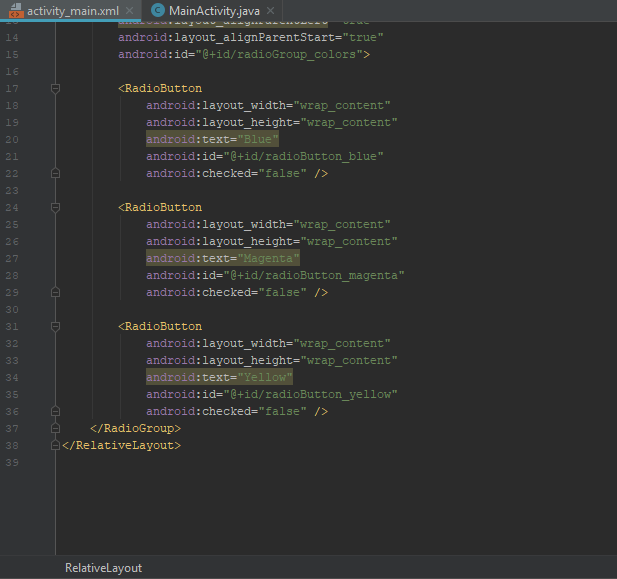 activity_main.xml
MainActivity.java
13 android:layout_alignParentLeft="true"
14 android:layout_alignParentStart="true"
15 android:id="@+id/radioGroup_colors">
16
17 <RadioButton
18 android:layout_width="wrap_content"
19 android:layout_height="wrap_content"
20 android:text="Blue"
21 android:id="@+id/radioButton_blue"
22 android:checked="false" />
23
24 <RadioButton
25 android:layout_width="wrap_content"
26 android:layout_height="wrap_content"
27 android:text="Magenta"
28 android:id="@+id/radioButton_magenta"
29 android:checked="false" />
30
31 <RadioButton
32 android:layout_width="wrap_content"
33 android:layout_height="wrap_content"
34 android:text="Yellow"
35 android:id="@+id/radioButton_yellow"
36 android:checked="false" />
37 </RadioGroup>
38 </RelativeLayout>
39
RelativeLayout